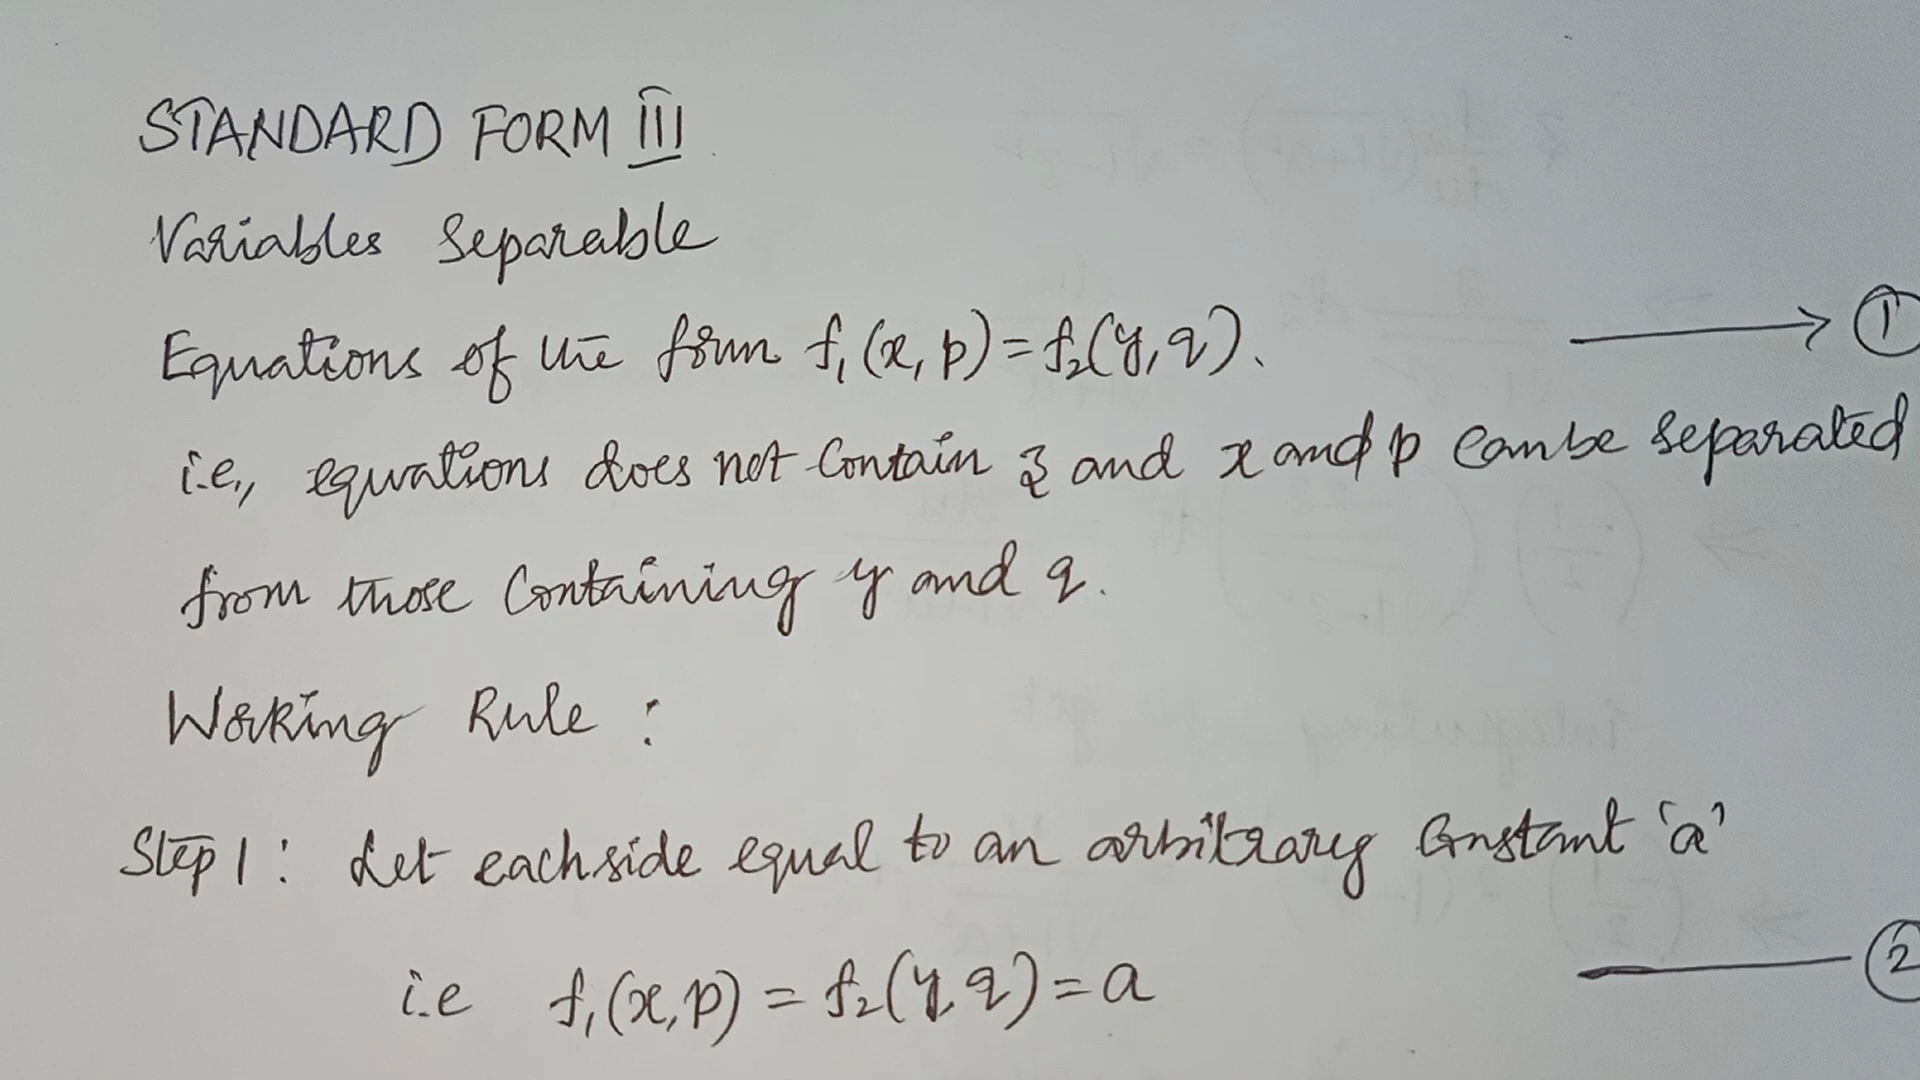 STANDARD FORM III
Variables Separable
Equations of the form f₁(x, p) = f₂(y, q). ⟶ ①
i.e., equations does not contain z and x and p can be separated
from those containing y and q.
Working Rule :
Step 1 : Let each side equal to an arbitrary constant 'a'
i.e f₁(x, p) = f₂(y, q) = a — ②